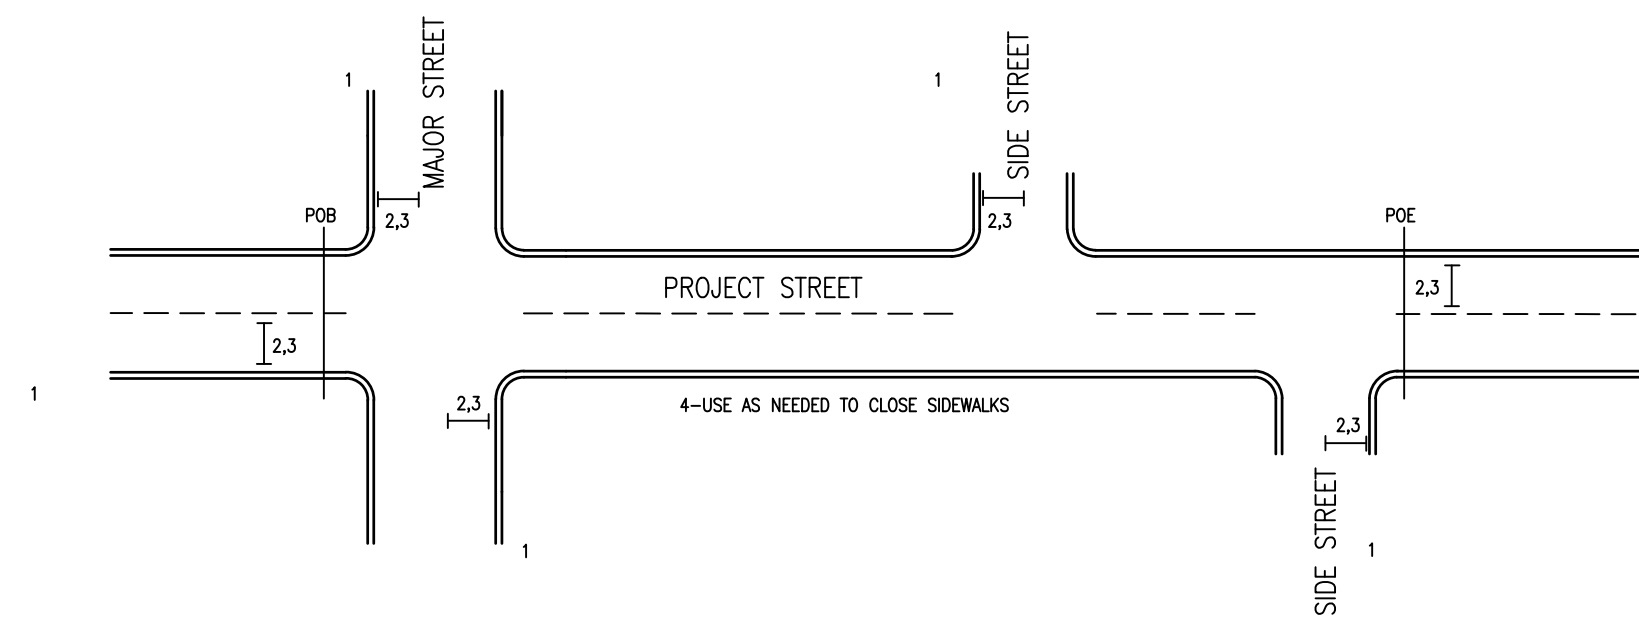 MAJOR STREET
SIDE STREET
1
1
POB
2,3
2,3
POE
PROJECT STREET
2,3
2,3
1
2,3
4-USE AS NEEDED TO CLOSE SIDEWALKS
2,3
SIDE STREET
1
1